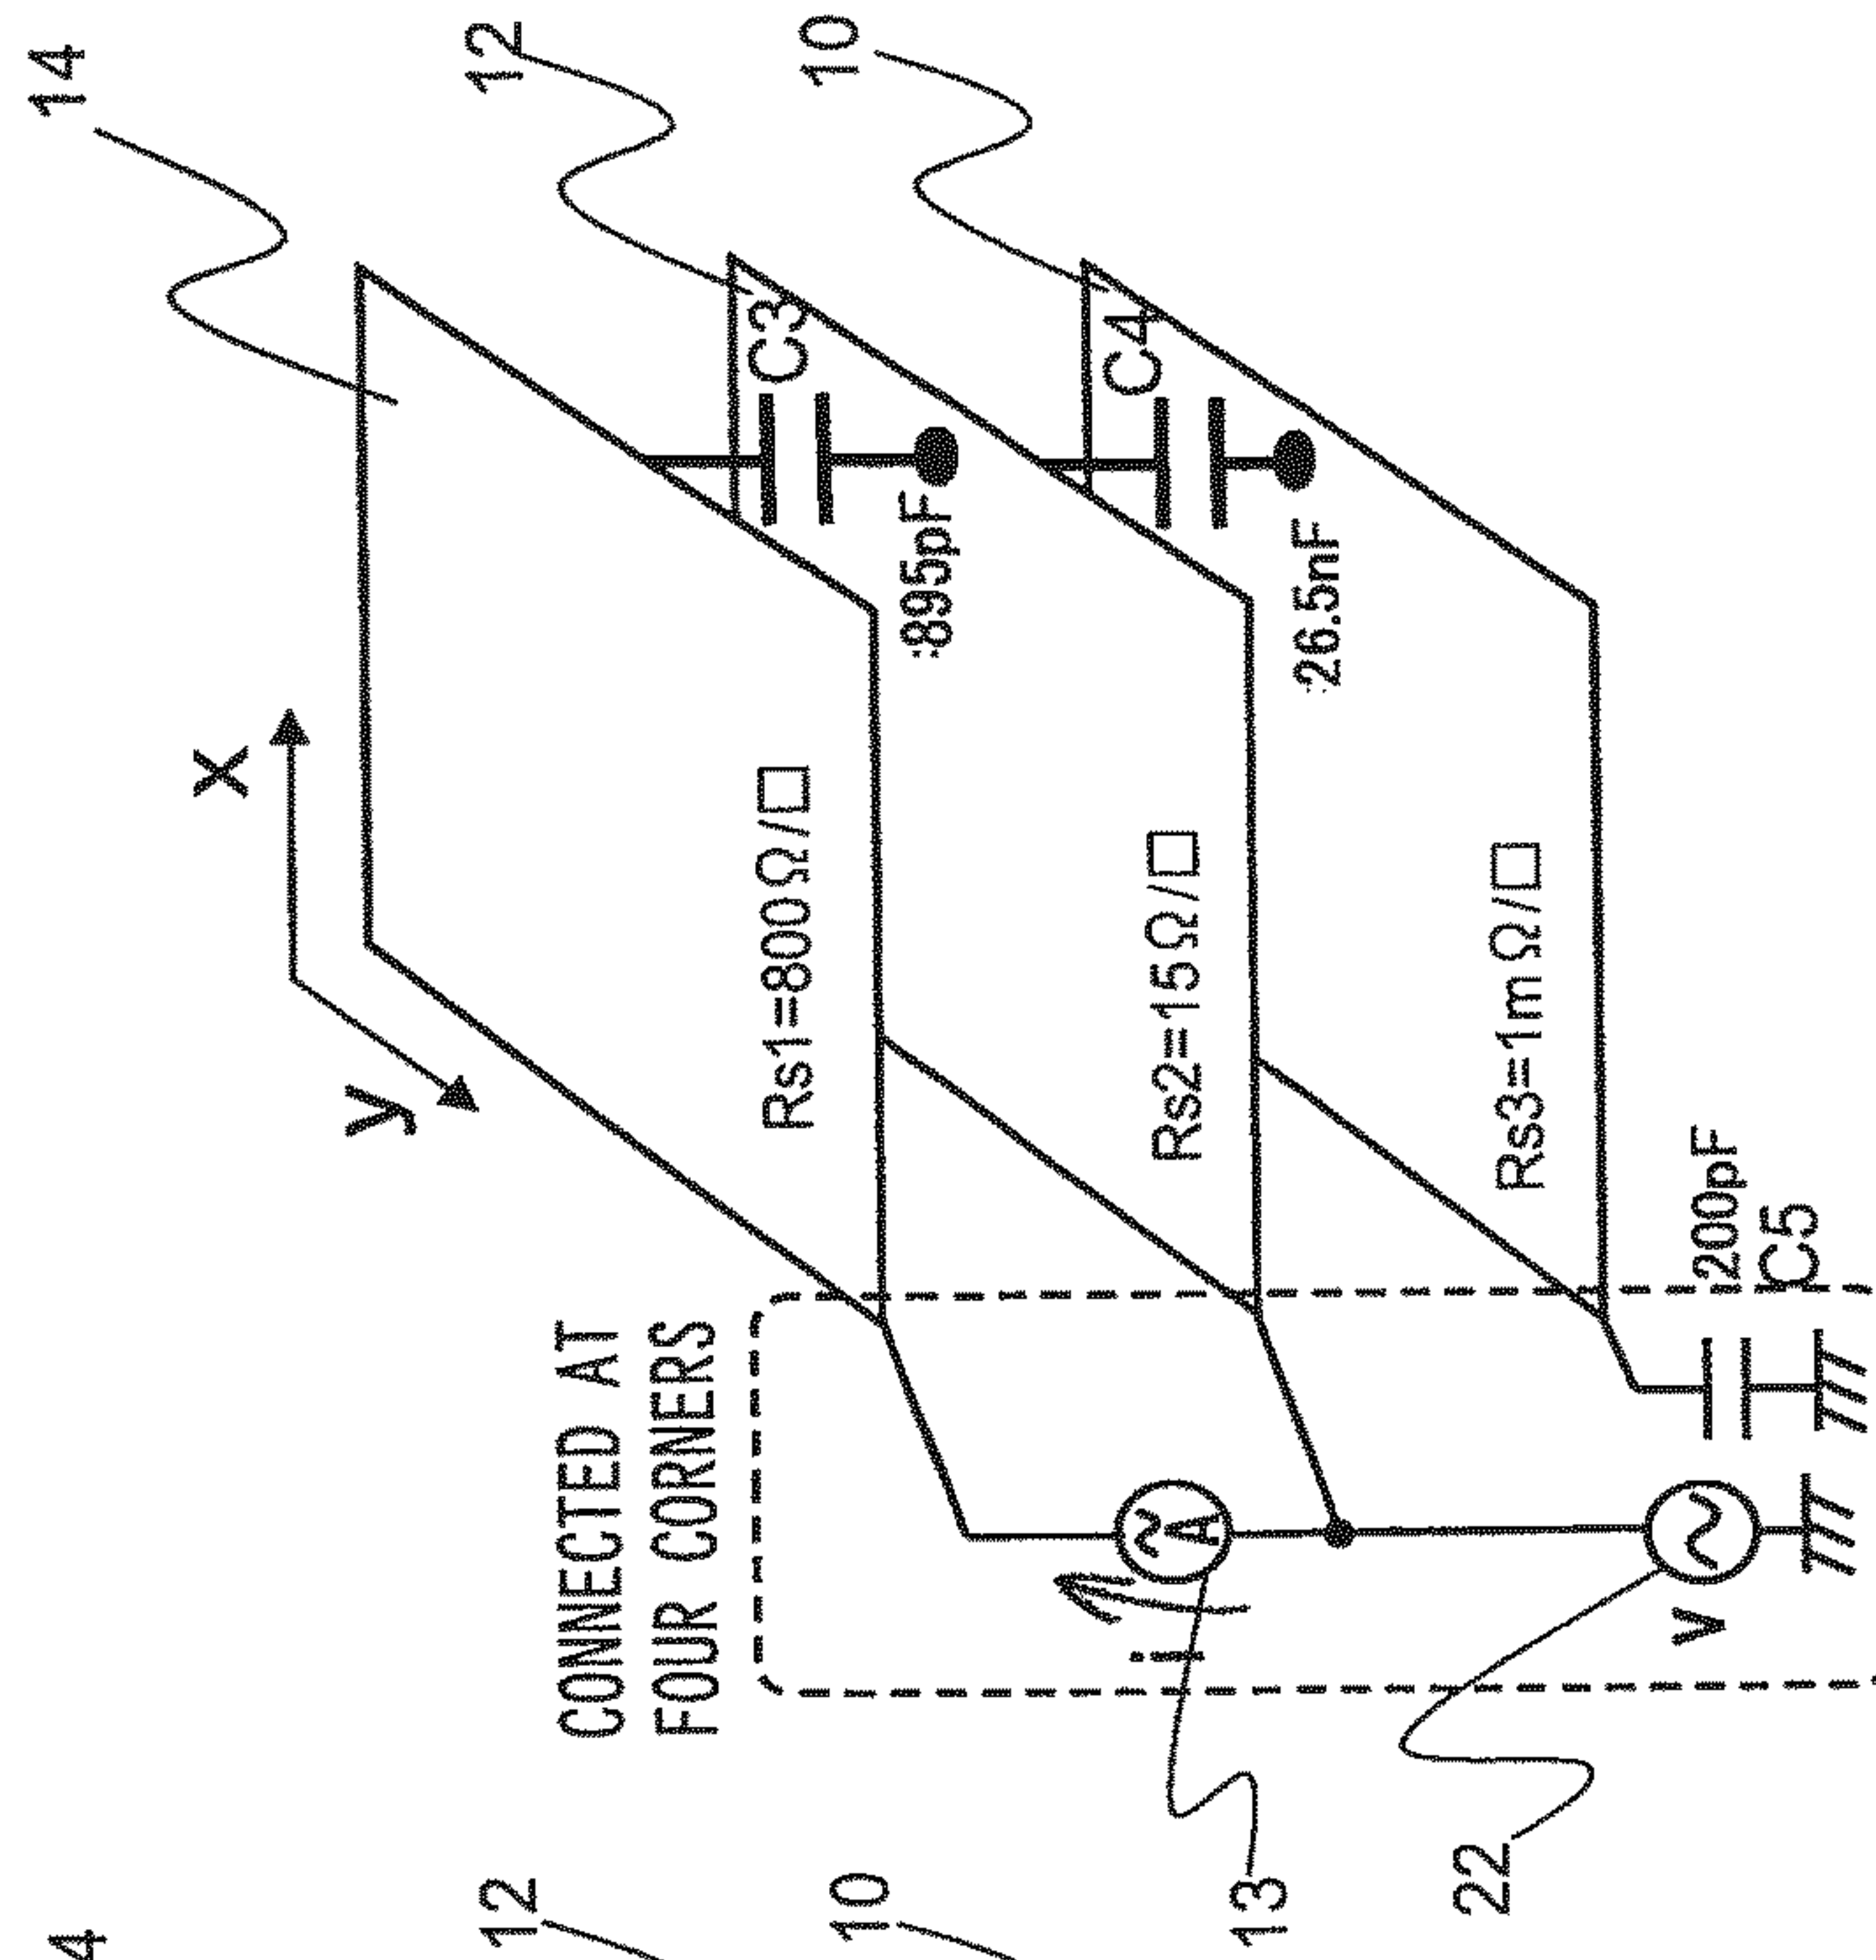 14
12
10
x
y
C3
:895pF
C4
:26.5nF
Rs1=800Ω/□
Rs2=15Ω/□
Rs3=1mΩ/□
CONNECTED AT
FOUR CORNERS
:200pF
C5
A
i
v
13
22
4
12
10